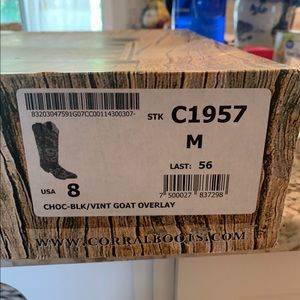 B3203047591G07CC00114300307-
STK C1957
M
LAST: 56
USA 8
7 500027 837298
CHOC-BLK/VINT GOAT OVERLAY
WWW.CORRALBOOTS.COM